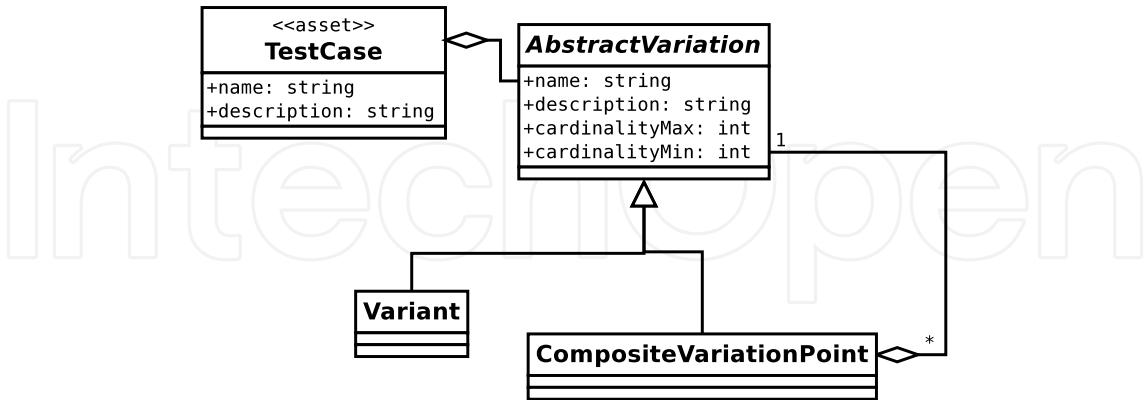 <<asset>>
TestCase
+name: string
+description: string
AbstractVariation
+name: string
+description: string
+cardinalityMax: int
+cardinalityMin: int
1
IntechOpen
Variant
CompositeVariationPoint
*